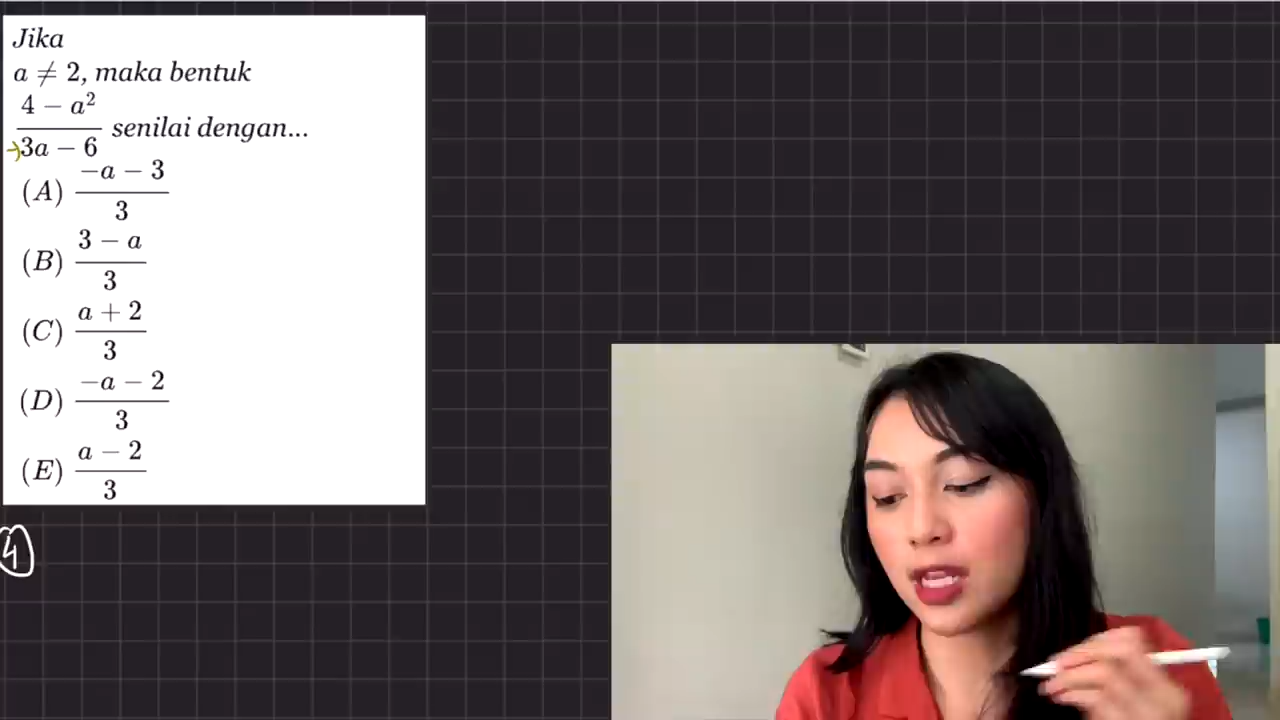 Jika
a ≠ 2, maka bentuk
4 − a²
3a − 6 senilai dengan...
(A) −a − 3 / 3
(B) 3 − a / 3
(C) a + 2 / 3
(D) −a − 2 / 3
(E) a − 2 / 3
4